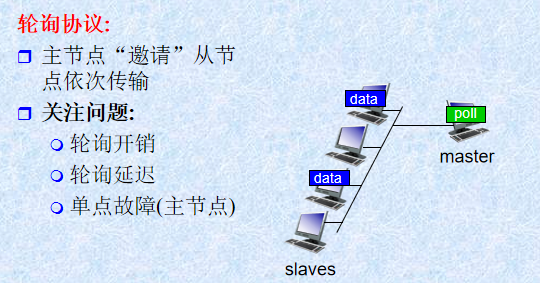 轮询协议:
主节点“邀请”从节
点依次传输
关注问题:
轮询开销
轮询延迟
单点故障(主节点)
data
poll
master
data
slaves